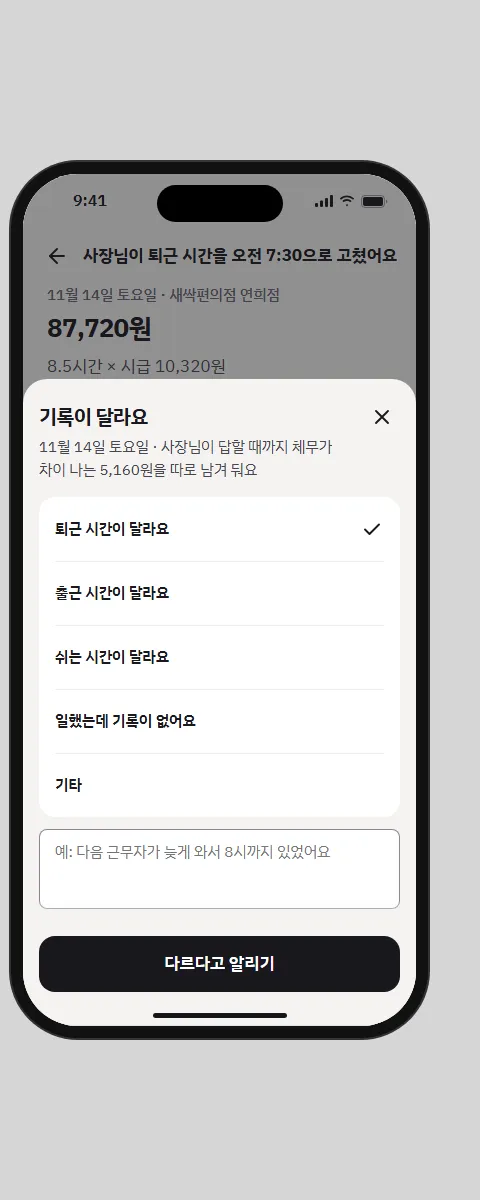 9:41
사장님이 퇴근 시간을 오전 7:30으로 고쳤어요
11월 14일 토요일 · 새싹편의점 연희점
87,720원
8.5시간 × 시급 10,320원
기록이 달라요
11월 14일 토요일 · 사장님이 답할 때까지 체무가
차이 나는 5,160원을 따로 남겨 둬요
퇴근 시간이 달라요
출근 시간이 달라요
쉬는 시간이 달라요
일했는데 기록이 없어요
기타
예: 다음 근무자가 늦게 와서 8시까지 있었어요
다르다고 알리기